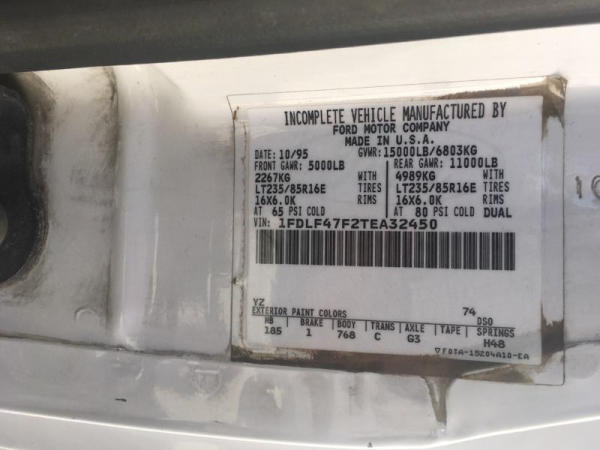 INCOMPLETE VEHICLE MANUFACTURED BY
FORD MOTOR COMPANY
MADE IN U.S.A.
DATE: 10/95 GVWR: 15000LB/6803KG
FRONT GAWR: 5000LB REAR GAWR: 11000LB
2267KG WITH 4989KG WITH
LT235/85R16E TIRES LT235/85R16E TIRES
16X6.0K RIMS 16X6.0K RIMS
AT 65 PSI COLD AT 80 PSI COLD DUAL
VIN: 1FDLF47F2TEA32450
YZ 74
EXTERIOR PAINT COLORS DSO
WB BRAKE BODY TRANS AXLE TAPE SPRINGS
185 1 768 C G3 H48
F0TA-15204A10-EA